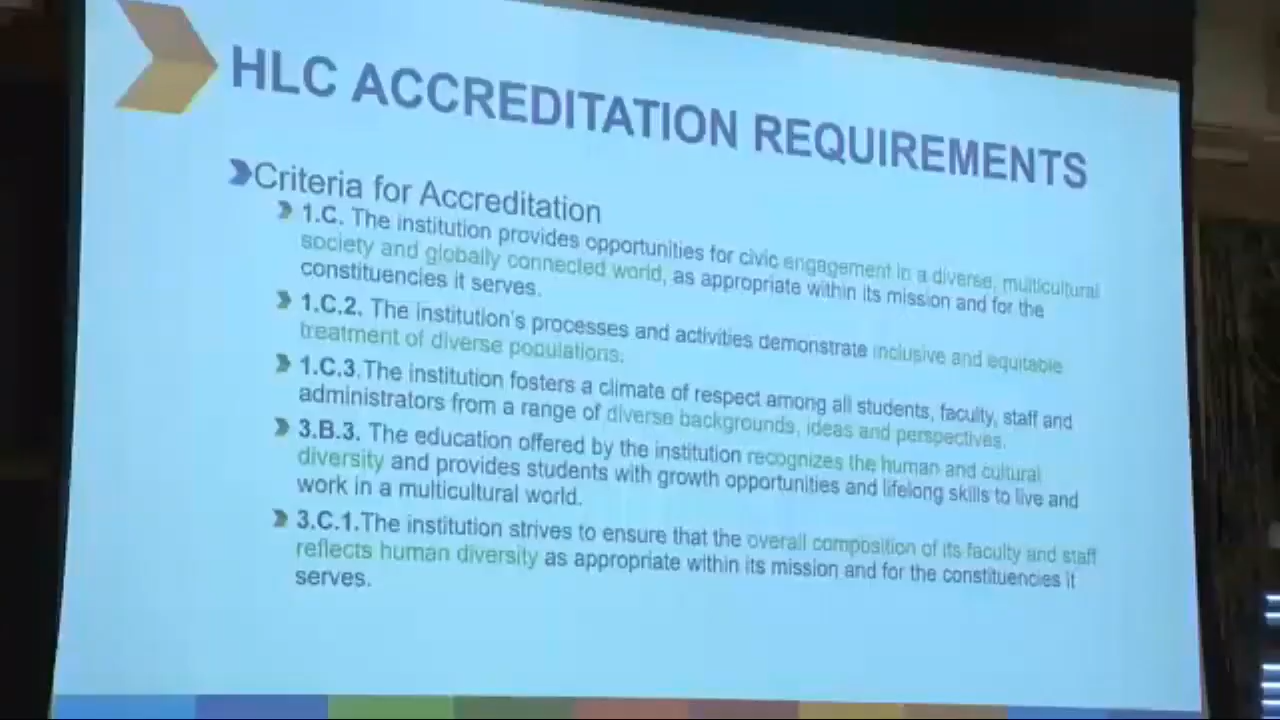 HLC ACCREDITATION REQUIREMENTS
Criteria for Accreditation
1.C. The institution provides opportunities for civic engagement in a diverse, multicultural
society and globally connected world, as appropriate within its mission and for the
constituencies it serves.
1.C.2. The institution's processes and activities demonstrate inclusive and equitable
treatment of diverse populations.
1.C.3.The institution fosters a climate of respect among all students, faculty, staff and
administrators from a range of diverse backgrounds, ideas and perspectives.
3.B.3. The education offered by the institution recognizes the human and cultural
diversity and provides students with growth opportunities and lifelong skills to live and
work in a multicultural world.
3.C.1.The institution strives to ensure that the overall composition of its faculty and staff
reflects human diversity as appropriate within its mission and for the constituencies it
serves.